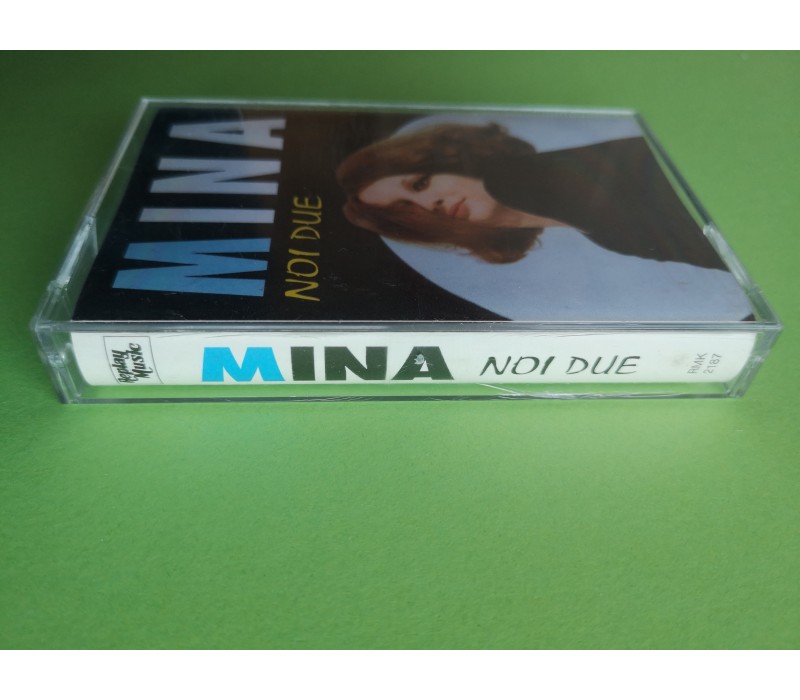 MINA
NOI DUE
Replay
Music
MINA NOI DUE
RMK
2187